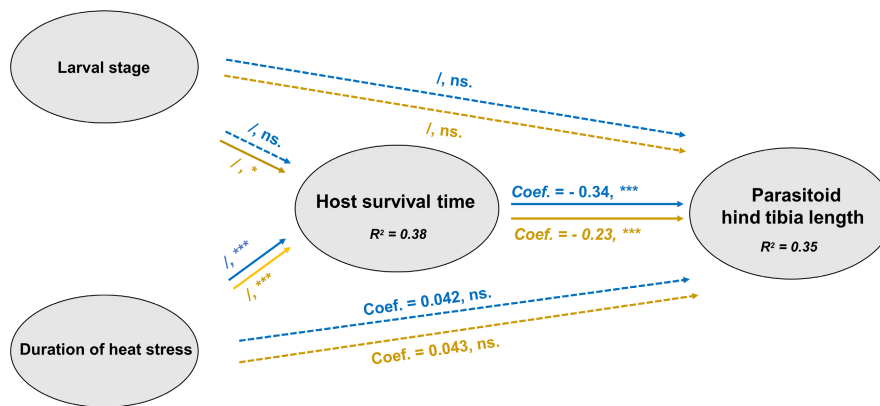 Larval stage
/, ns.
/, ns.
/, ns.
/, *
Host survival time
R² = 0.38
Coef. = - 0.34, ***
Coef. = - 0.23, ***
Parasitoid
hind tibia length
R² = 0.35
/, ***
/, ***
Duration of heat stress
Coef. = 0.042, ns.
Coef. = 0.043, ns.